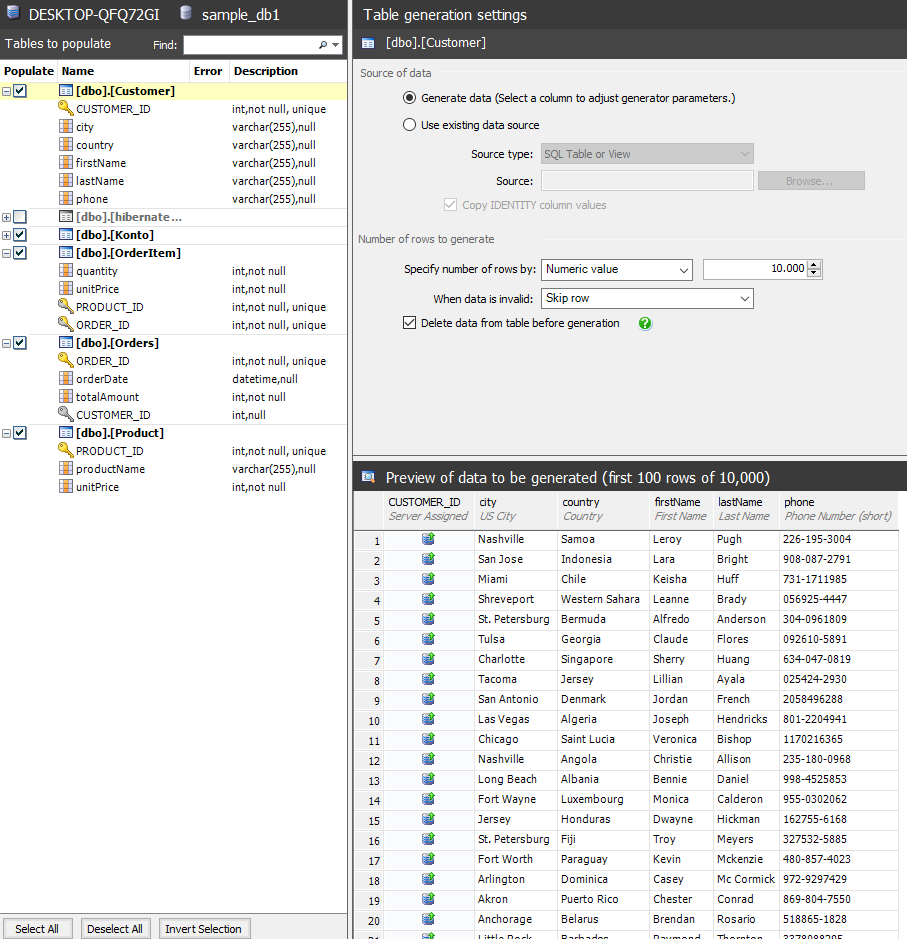 DESKTOP-QFQ72GI sample_db1
Tables to populate Find:
Populate Name Error Description
[dbo].[Customer]
CUSTOMER_ID int,not null, unique
city varchar(255),null
country varchar(255),null
firstName varchar(255),null
lastName varchar(255),null
phone varchar(255),null
[dbo].[hibernate...
[dbo].[Konto]
[dbo].[OrderItem]
quantity int,not null
unitPrice int,not null
PRODUCT_ID int,not null, unique
ORDER_ID int,not null, unique
[dbo].[Orders]
ORDER_ID int,not null, unique
orderDate datetime,null
totalAmount int,not null
CUSTOMER_ID int,null
[dbo].[Product]
PRODUCT_ID int,not null, unique
productName varchar(255),null
unitPrice int,not null
Select All Deselect All Invert Selection
Table generation settings
[dbo].[Customer]
Source of data
Generate data (Select a column to adjust generator parameters.)
Use existing data source
Source type: SQL Table or View
Source: Browse...
Copy IDENTITY column values
Number of rows to generate
Specify number of rows by: Numeric value 10.000
When data is invalid: Skip row
Delete data from table before generation ?
Preview of data to be generated (first 100 rows of 10,000)
CUSTOMER_ID city country firstName lastName phone
Server Assigned US City Country First Name Last Name Phone Number (short)
1 Nashville Samoa Leroy Pugh 226-195-3004
2 San Jose Indonesia Lara Bright 908-087-2791
3 Miami Chile Keisha Huff 731-1711985
4 Shreveport Western Sahara Leanne Brady 056925-4447
5 St. Petersburg Bermuda Alfredo Anderson 304-0961809
6 Tulsa Georgia Claude Flores 092610-5891
7 Charlotte Singapore Sherry Huang 634-047-0819
8 Tacoma Jersey Lillian Ayala 025424-2930
9 San Antonio Denmark Jordan French 2058496288
10 Las Vegas Algeria Joseph Hendricks 801-2204941
11 Chicago Saint Lucia Veronica Bishop 1170216365
12 Nashville Angola Christie Allison 235-180-0968
13 Long Beach Albania Bennie Daniel 998-4525853
14 Fort Wayne Luxembourg Monica Calderon 955-0302062
15 Jersey Honduras Dwayne Hickman 162755-6168
16 St. Petersburg Fiji Troy Meyers 327532-5885
17 Fort Worth Paraguay Kevin Mckenzie 480-857-4023
18 Arlington Dominica Casey Mc Cormick 972-9297429
19 Akron Puerto Rico Chester Conrad 869-804-7550
20 Anchorage Belarus Brendan Rosario 518865-1828
Little Rock Barbados Raymond Thornton